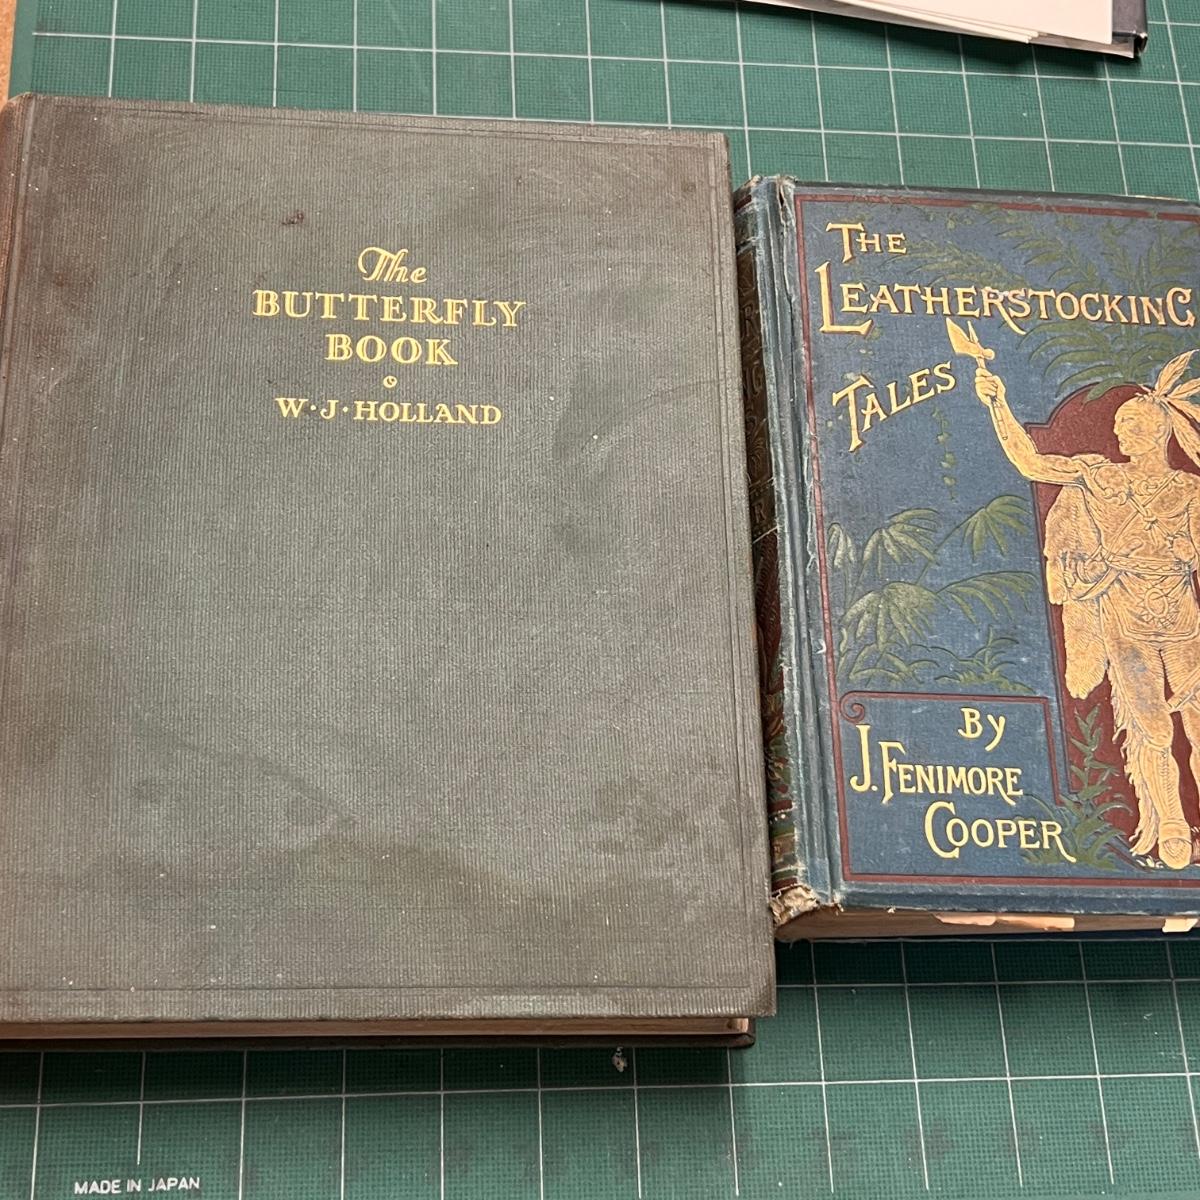 The
BUTTERFLY
BOOK
W·J·HOLLAND
THE
LEATHERSTOCKING
TALES
BY
J. FENIMORE
COOPER
MADE IN JAPAN